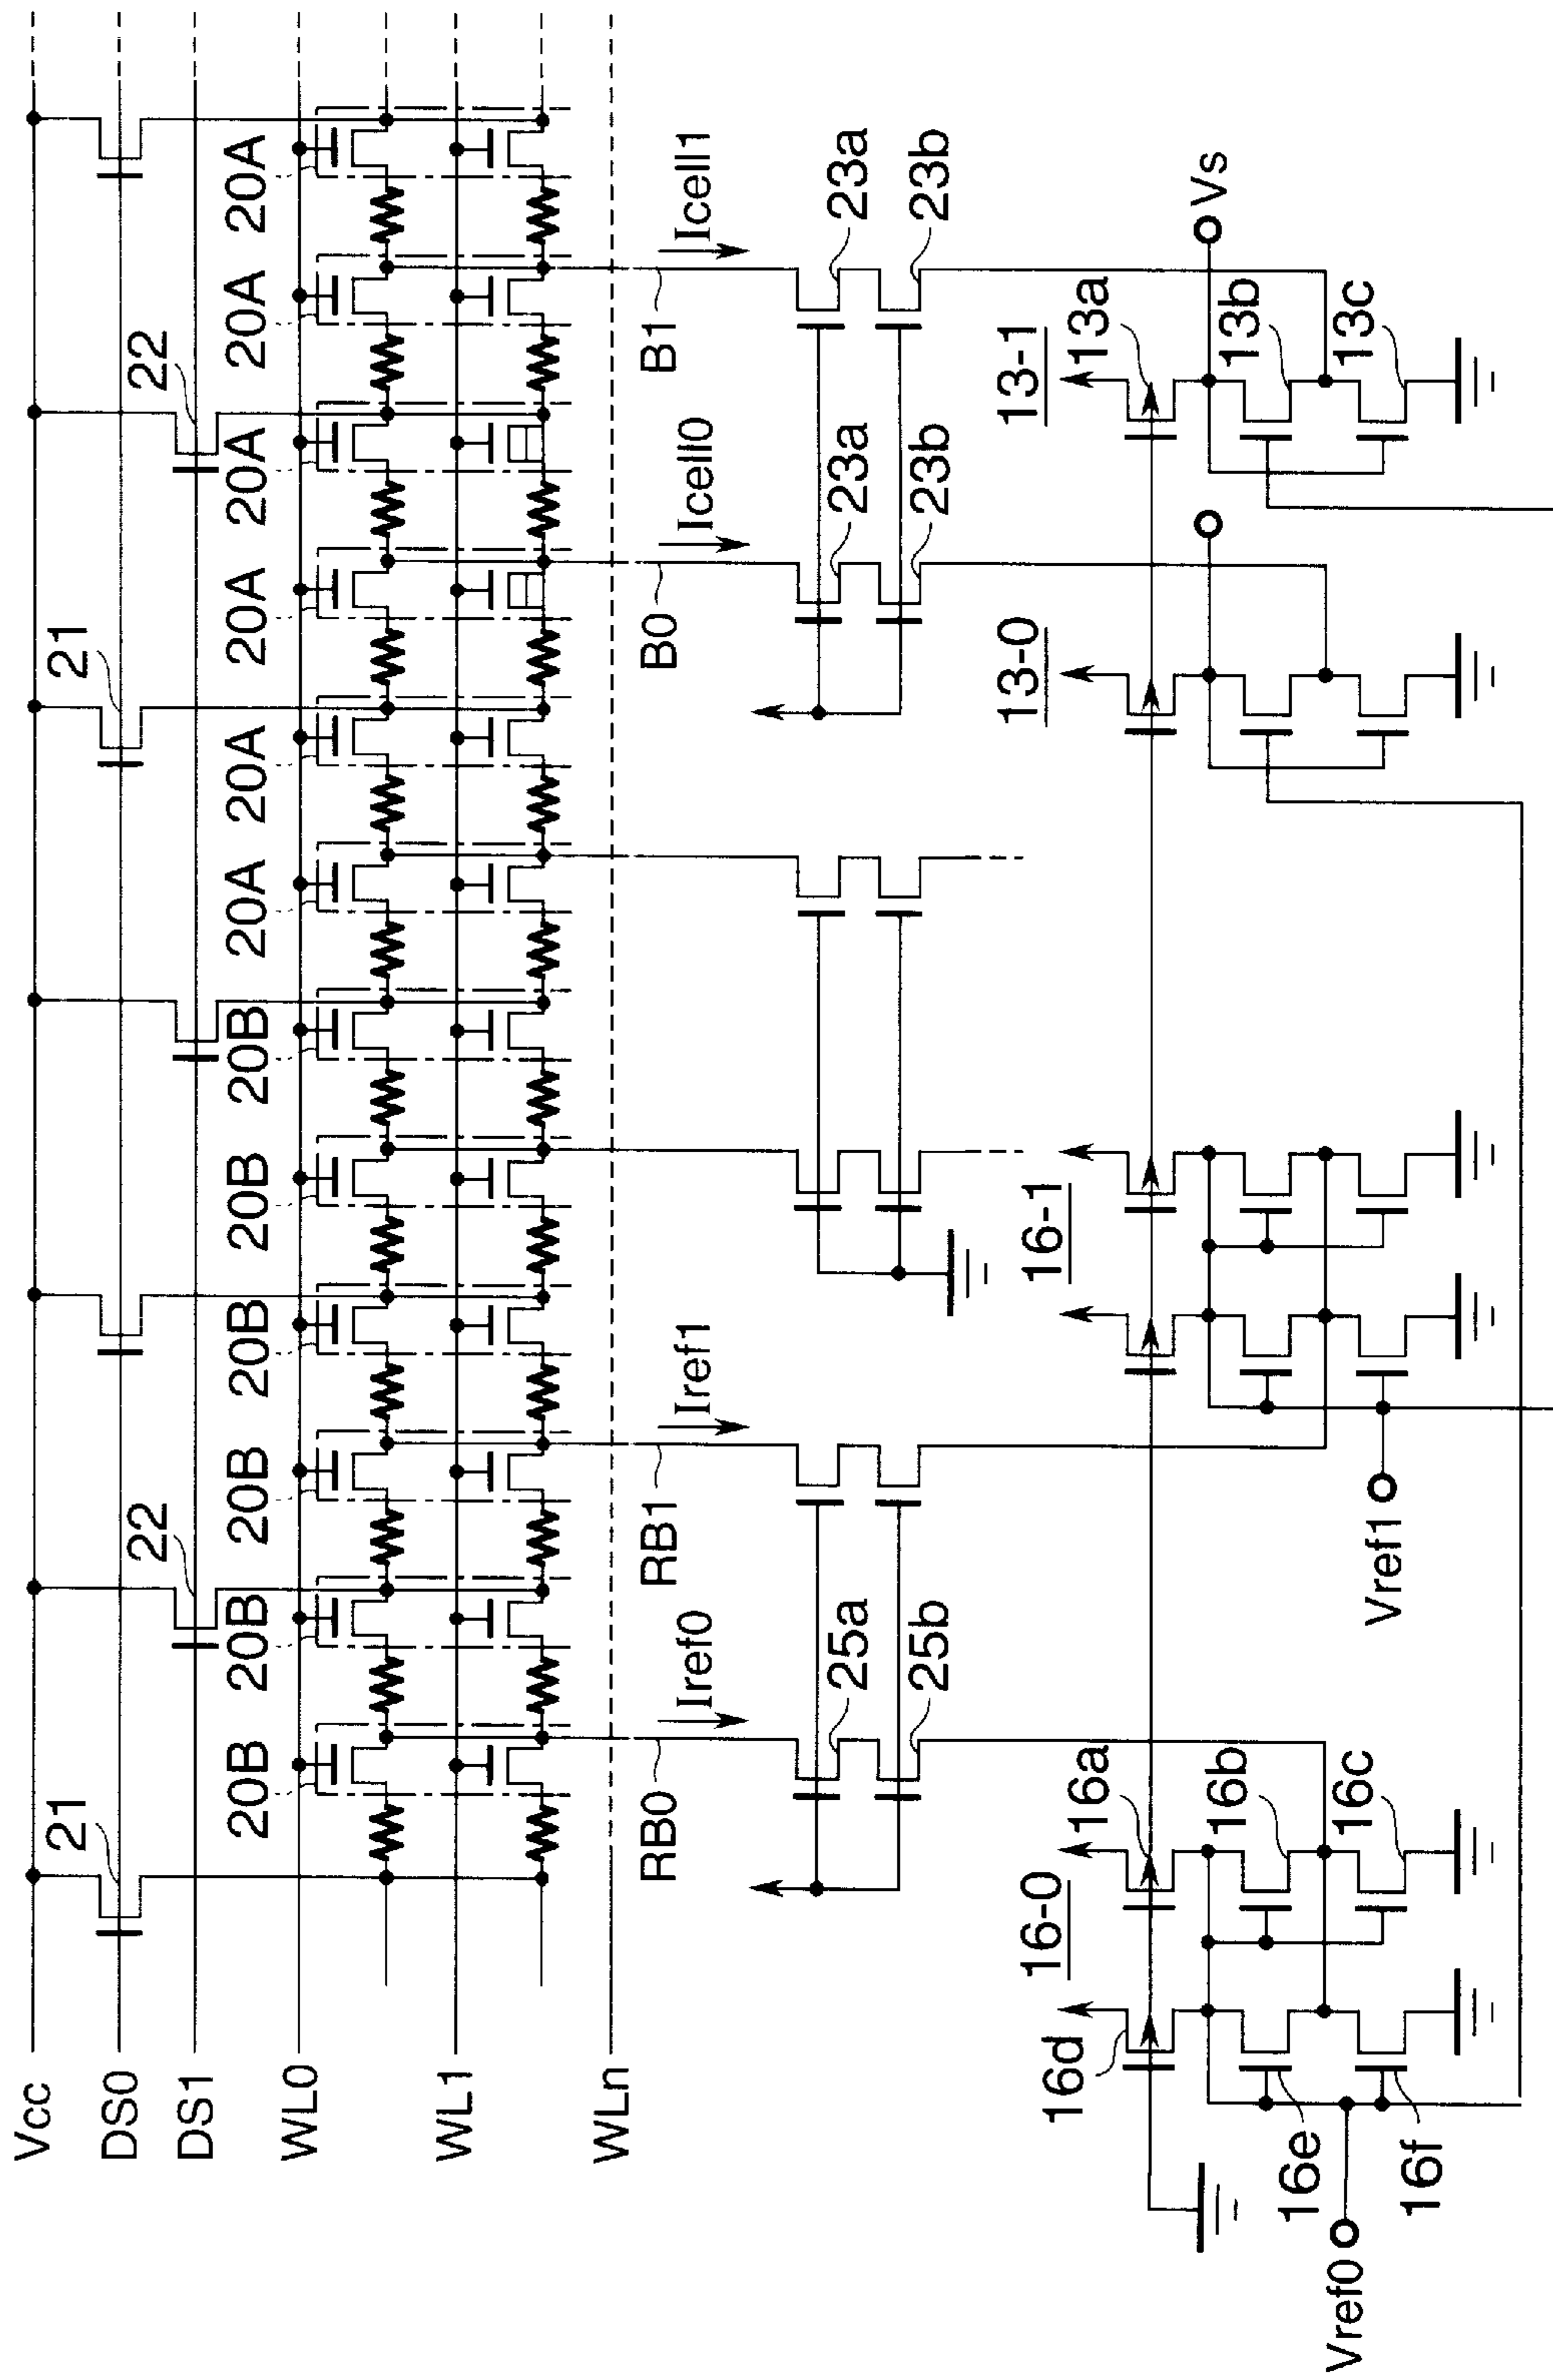 Vcc
DS0
DS1
WL0
WL1
WLn
21
22
22
21
20B
20B
20B
20B
20B
20B
20A
20A
20A
20A
20A
20A
RB0
Iref0
RB1
Iref1
B0
Icell0
B1
Icell1
25a
25b
23a
23b
23a
23b
16-0
16d
16a
16e
16b
16f
16c
Vref0
16-1
Vref1
13-0
13-1
13a
13b
13c
Vs